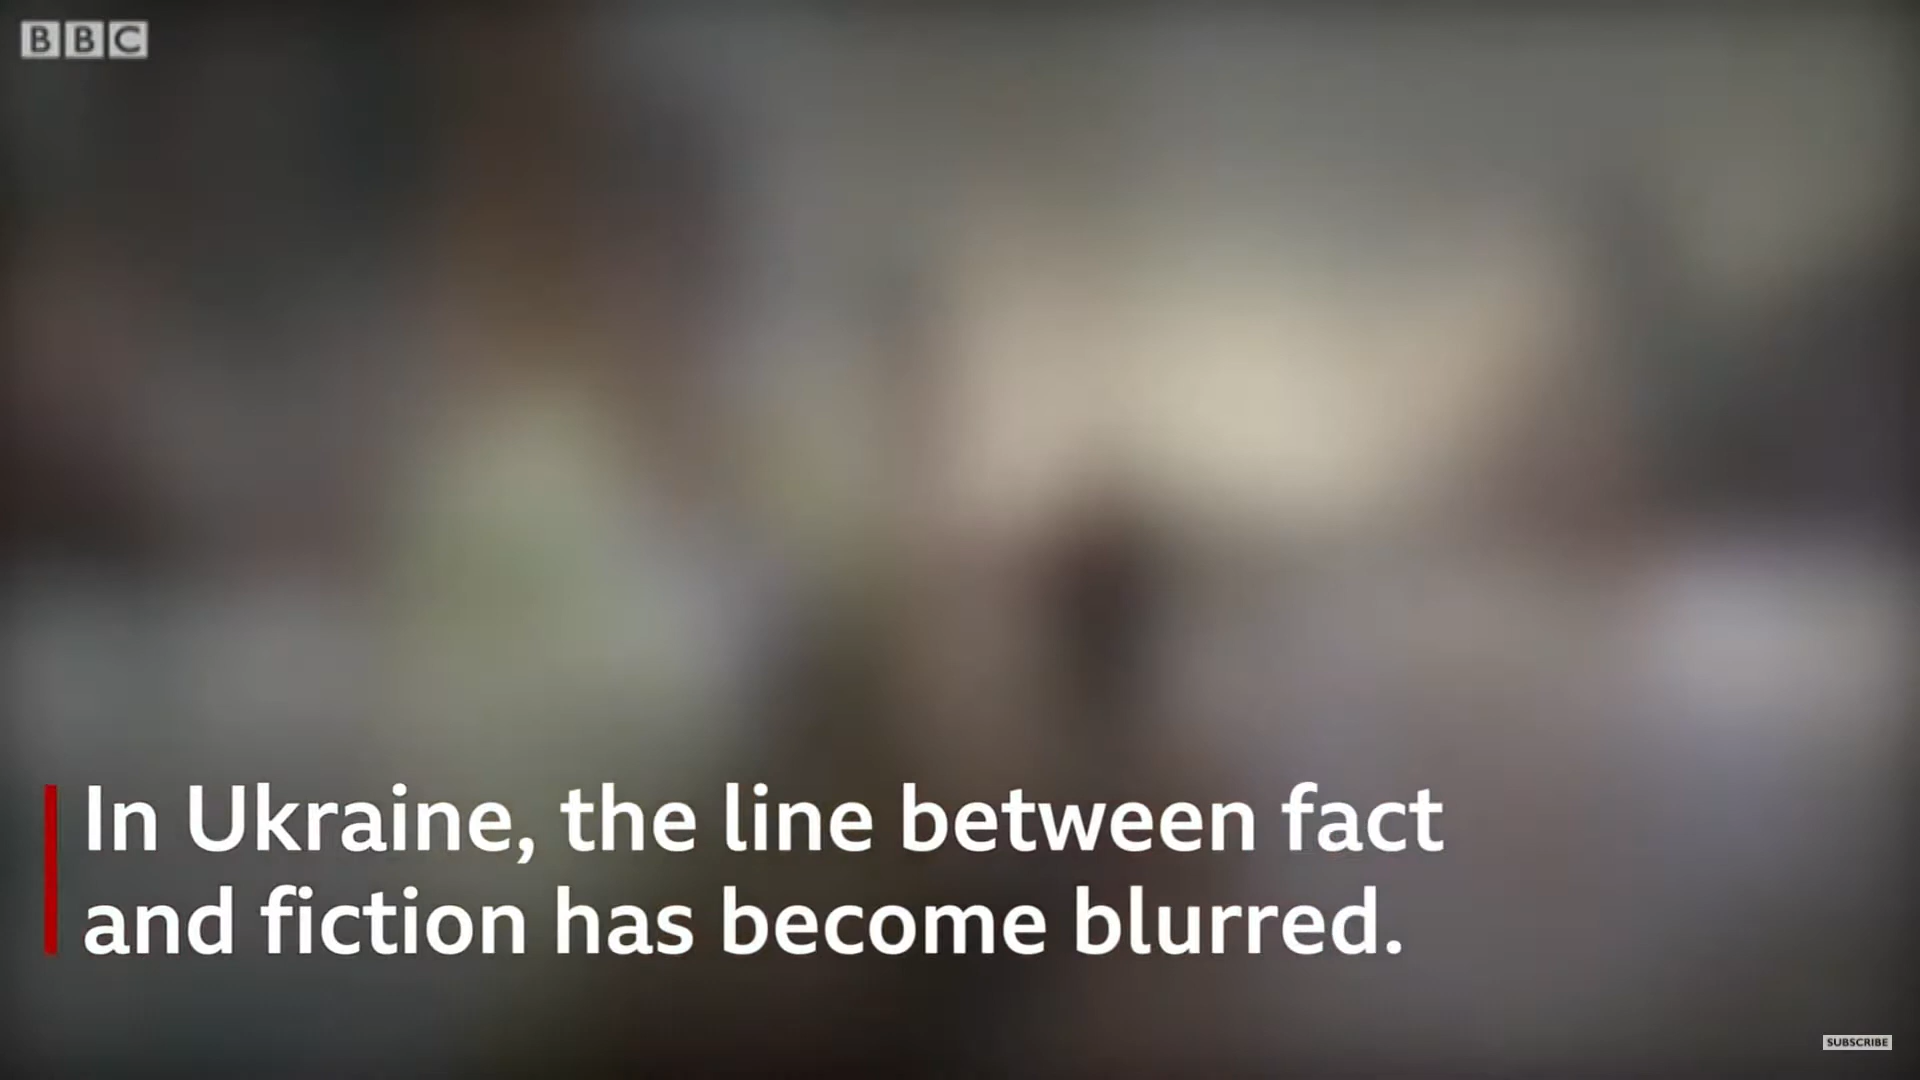 BBC
In Ukraine, the line between fact
and fiction has become blurred.
SUBSCRIBE